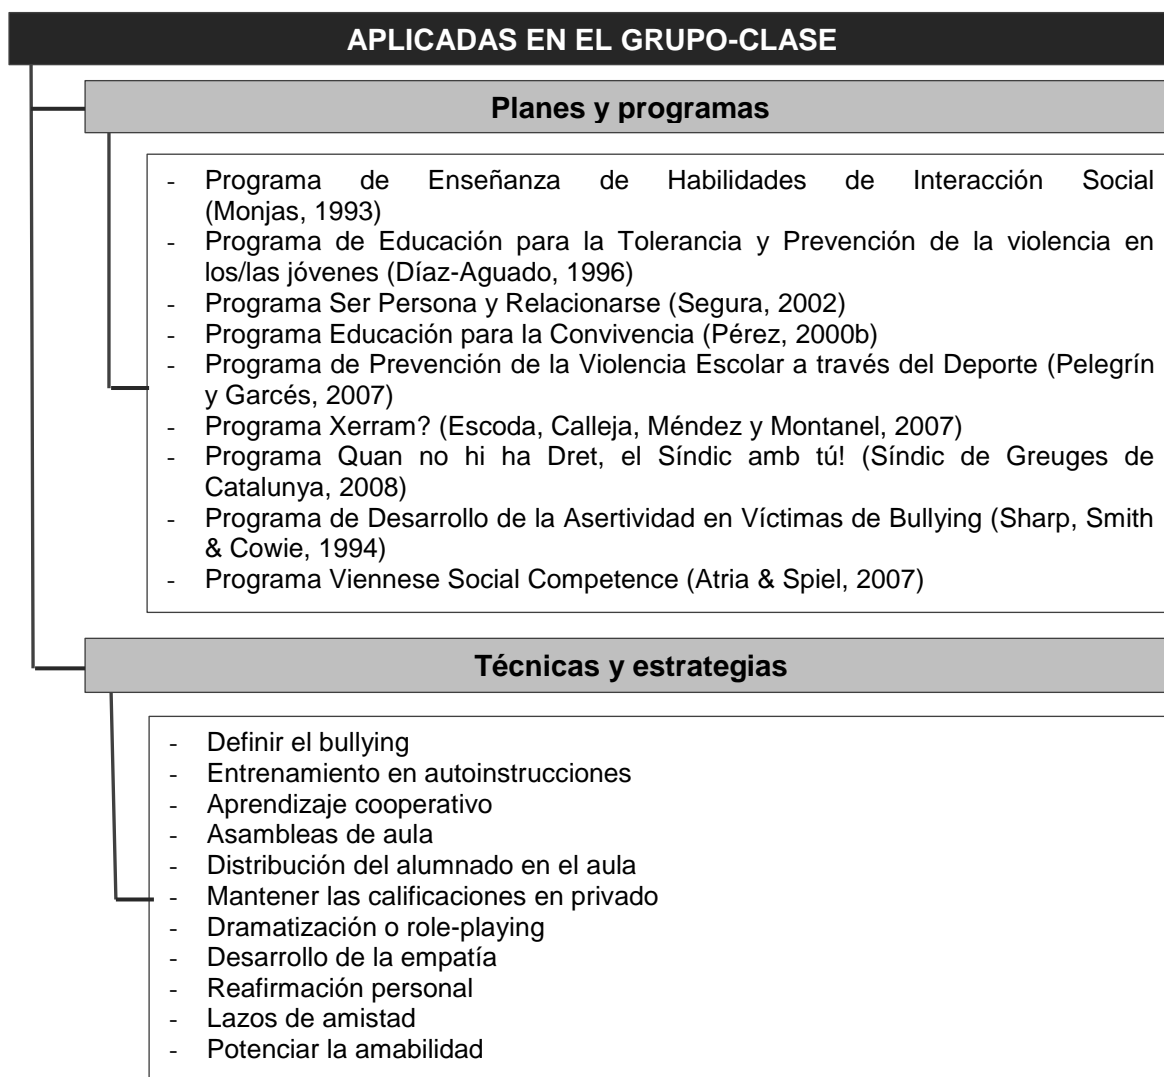 APLICADAS EN EL GRUPO-CLASE
Planes y programas
- Programa de Enseñanza de Habilidades de Interacción Social
(Monjas, 1993)
- Programa de Educación para la Tolerancia y Prevención de la violencia en
los/las jóvenes (Díaz-Aguado, 1996)
- Programa Ser Persona y Relacionarse (Segura, 2002)
- Programa Educación para la Convivencia (Pérez, 2000b)
- Programa de Prevención de la Violencia Escolar a través del Deporte (Pelegrín
y Garcés, 2007)
- Programa Xerram? (Escoda, Calleja, Méndez y Montanel, 2007)
- Programa Quan no hi ha Dret, el Síndic amb tú! (Síndic de Greuges de
Catalunya, 2008)
- Programa de Desarrollo de la Asertividad en Víctimas de Bullying (Sharp, Smith
& Cowie, 1994)
- Programa Viennese Social Competence (Atria & Spiel, 2007)
Técnicas y estrategias
- Definir el bullying
- Entrenamiento en autoinstrucciones
- Aprendizaje cooperativo
- Asambleas de aula
- Distribución del alumnado en el aula
- Mantener las calificaciones en privado
- Dramatización o role-playing
- Desarrollo de la empatía
- Reafirmación personal
- Lazos de amistad
- Potenciar la amabilidad